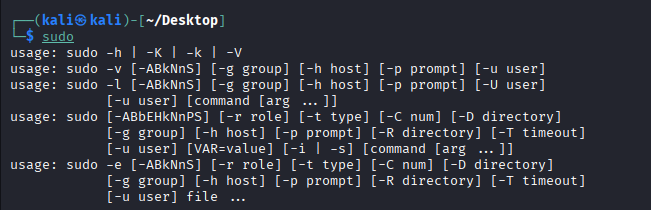 ┌──(kali㉿kali)-[~/Desktop]
└─$ sudo
usage: sudo -h | -K | -k | -V
usage: sudo -v [-ABkNnS] [-g group] [-h host] [-p prompt] [-u user]
usage: sudo -l [-ABkNnS] [-g group] [-h host] [-p prompt] [-U user]
[-u user] [command [arg ...]]
usage: sudo [-ABbEHkNnPS] [-r role] [-t type] [-C num] [-D directory]
[-g group] [-h host] [-p prompt] [-R directory] [-T timeout]
[-u user] [VAR=value] [-i | -s] [command [arg ...]]
usage: sudo -e [-ABkNnS] [-r role] [-t type] [-C num] [-D directory]
[-g group] [-h host] [-p prompt] [-R directory] [-T timeout]
[-u user] file ...